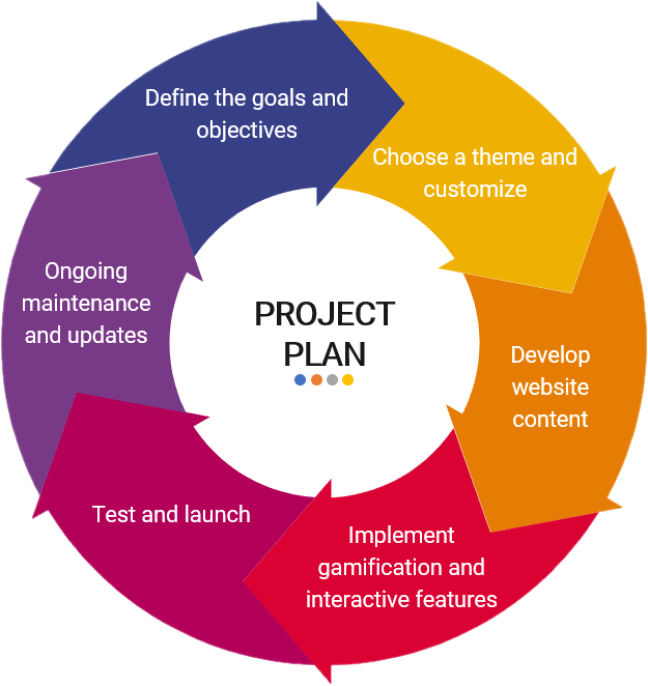 Define the goals and
objectives
Choose a theme and
customize
Develop
website
content
Implement
gamification and
interactive features
Test and launch
Ongoing
maintenance
and updates
PROJECT
PLAN